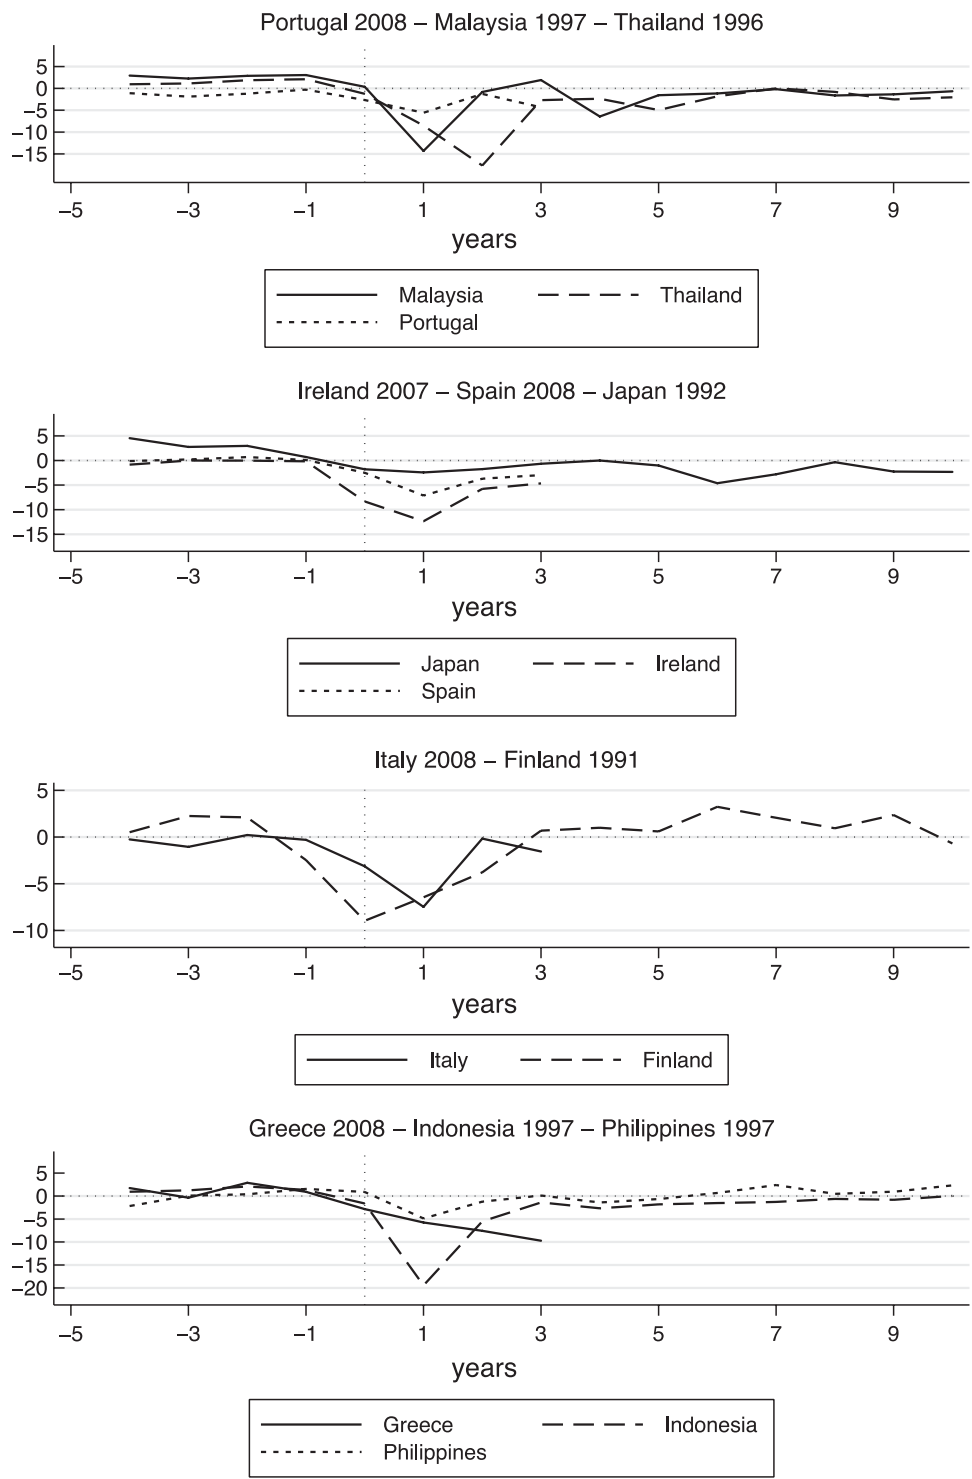 Portugal 2008 – Malaysia 1997 – Thailand 1996
5
0
−5
−10
−15
−5 −3 −1 1 3 5 7 9
years
Malaysia Thailand
Portugal
Ireland 2007 – Spain 2008 – Japan 1992
5
0
−5
−10
−15
−5 −3 −1 1 3 5 7 9
years
Japan Ireland
Spain
Italy 2008 – Finland 1991
5
0
−5
−10
−5 −3 −1 1 3 5 7 9
years
Italy Finland
Greece 2008 – Indonesia 1997 – Philippines 1997
5
0
−5
−10
−15
−20
−5 −3 −1 1 3 5 7 9
years
Greece Indonesia
Philippines